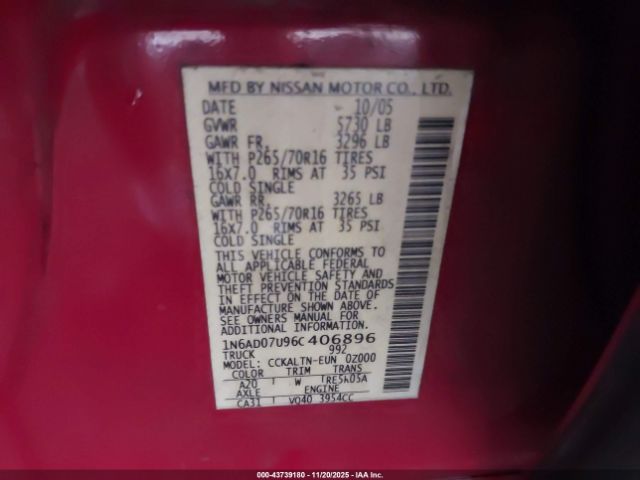 MFD BY NISSAN MOTOR CO., LTD.
DATE 10/05
GVWR 5730 LB
GAWR FR. 3296 LB
WITH P265/70R16 TIRES
16X7.0 RIMS AT 35 PSI
COLD SINGLE
GAWR RR. 3265 LB
WITH P265/70R16 TIRES
16X7.0 RIMS AT 35 PSI
COLD SINGLE
THIS VEHICLE CONFORMS TO
ALL APPLICABLE FEDERAL
MOTOR VEHICLE SAFETY AND
THEFT PREVENTION STANDARDS
IN EFFECT ON THE DATE OF
MANUFACTURE SHOWN ABOVE.
SEE OWNERS MANUAL FOR
ADDITIONAL INFORMATION
1N6AD07U96C406896
TRUCK 992
MODEL: CCKALTN-EUN 0Z000
COLOR TRIM TRANS
A20 W RE5R05A
AXLE ENGINE
CA31 VQ40 3954CC
000-43739180 - 11/20/2025 - © IAA Inc.